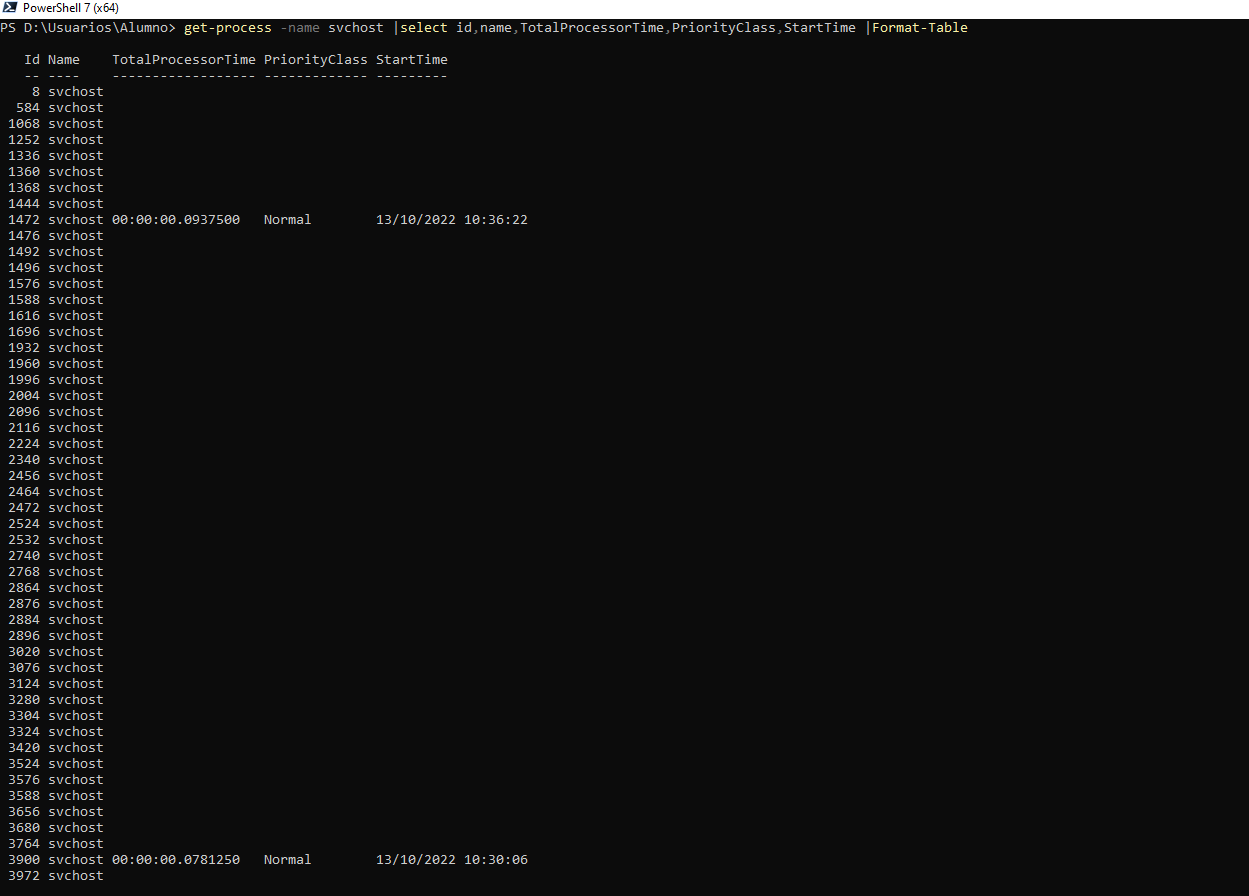 PowerShell 7 (x64)
PS D:\Usuarios\Alumno> get-process -name svchost |select id,name,TotalProcessorTime,PriorityClass,StartTime |Format-Table
Id Name TotalProcessorTime PriorityClass StartTime
-- ---- ------------------ ------------- ---------
8 svchost
584 svchost
1068 svchost
1252 svchost
1336 svchost
1360 svchost
1368 svchost
1444 svchost
1472 svchost 00:00:00.0937500 Normal 13/10/2022 10:36:22
1476 svchost
1492 svchost
1496 svchost
1576 svchost
1588 svchost
1616 svchost
1696 svchost
1932 svchost
1960 svchost
1996 svchost
2004 svchost
2096 svchost
2116 svchost
2224 svchost
2340 svchost
2456 svchost
2464 svchost
2472 svchost
2524 svchost
2532 svchost
2740 svchost
2768 svchost
2864 svchost
2876 svchost
2884 svchost
2896 svchost
3020 svchost
3076 svchost
3124 svchost
3280 svchost
3304 svchost
3324 svchost
3420 svchost
3524 svchost
3576 svchost
3588 svchost
3656 svchost
3680 svchost
3764 svchost
3900 svchost 00:00:00.0781250 Normal 13/10/2022 10:30:06
3972 svchost